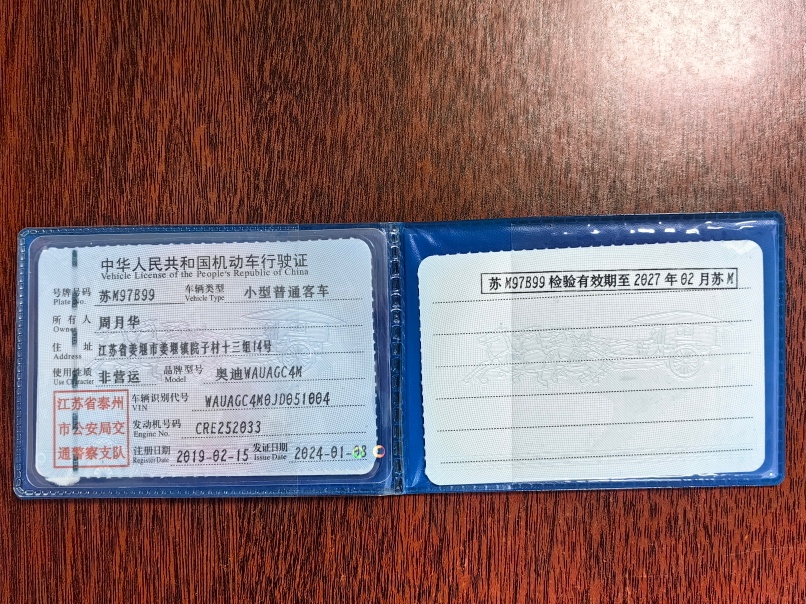 中华人民共和国机动车行驶证
Vehicle License of the People's Republic of China
号牌号码 Plate No. 苏M97B99 车辆类型 Vehicle Type 小型普通客车
所有人 Owner 周月华
住址 Address 江苏省姜堰市姜堰镇院子村十三组14号
使用性质 Use Character 非营运 品牌型号 Model 奥迪WAUAGC4M
江苏省泰州市公安局交通警察支队
车辆识别代号 VIN WAUAGC4M0JD051004
发动机号码 Engine No. CRE252033
注册日期 Register Date 2019-02-15 发证日期 Issue Date 2024-01-
苏M97B99检验有效期至2027年02月苏M